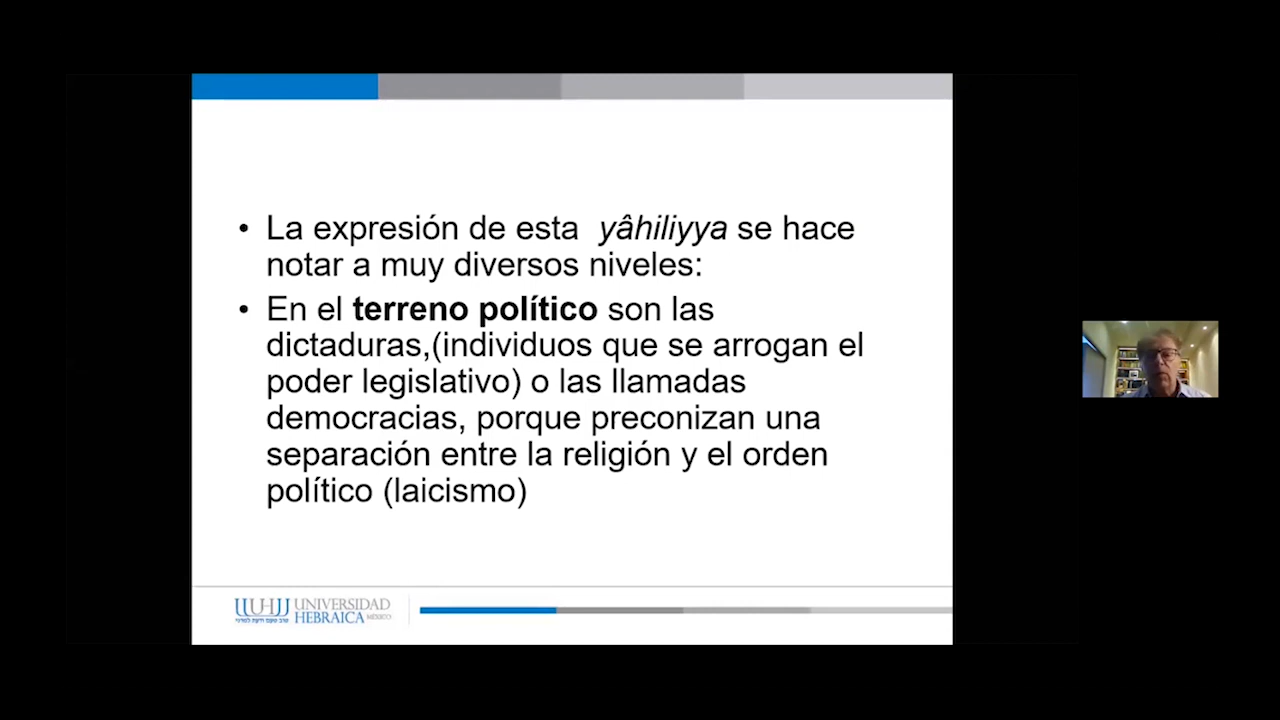 • La expresión de esta yâhiliyya se hace
notar a muy diversos niveles:
• En el terreno político son las
dictaduras,(individuos que se arrogan el
poder legislativo) o las llamadas
democracias, porque preconizan una
separación entre la religión y el orden
político (laicismo)
UNIVERSIDAD
HEBRAICA MÉXICO